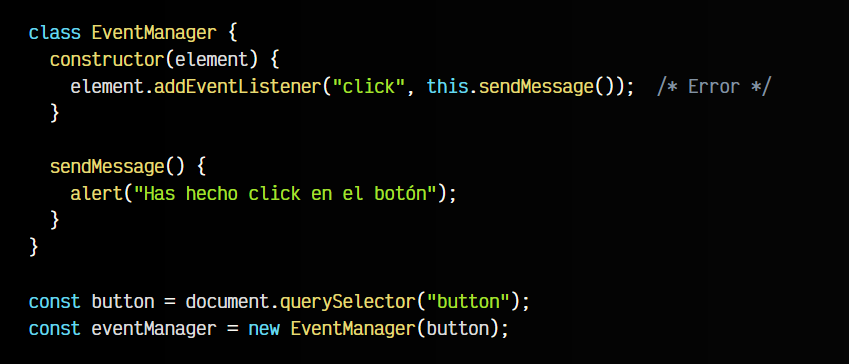 class EventManager {
  constructor(element) {
    element.addEventListener("click", this.sendMessage());  /* Error */
  }

  sendMessage() {
    alert("Has hecho click en el botón");
  }
}

const button = document.querySelector("button");
const eventManager = new EventManager(button);